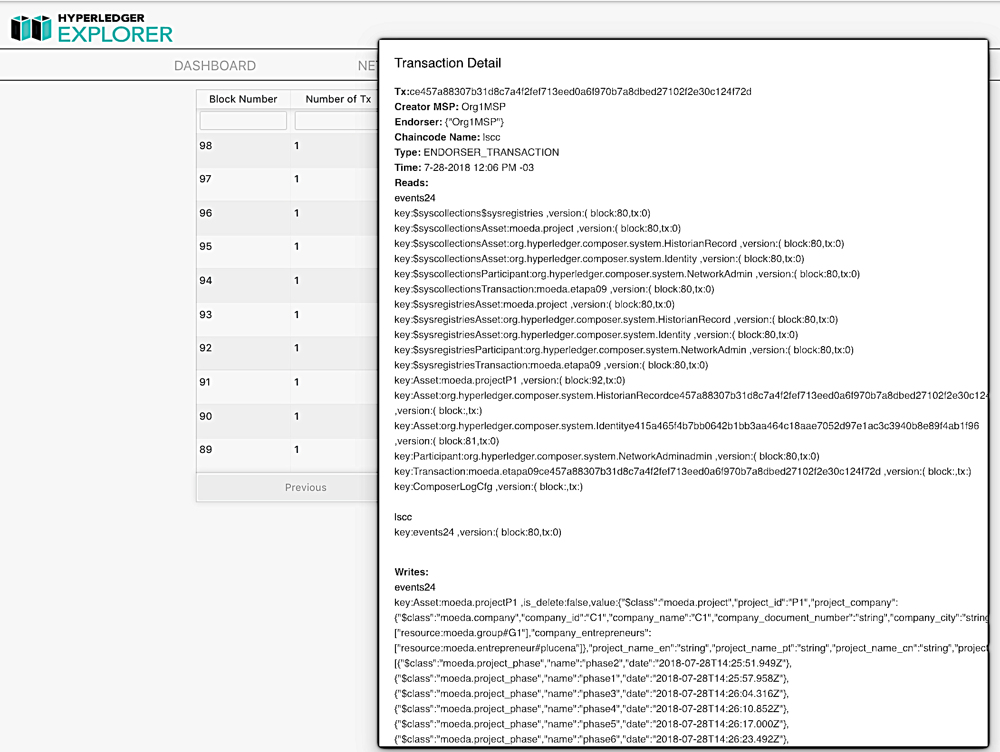 HYPERLEDGER
EXPLORER
DASHBOARD
Block Number Number of Tx
98 1
97 1
96 1
95 1
94 1
93 1
92 1
91 1
90 1
89 1
Previous
Transaction Detail
Tx:ce457a88307b31d8c7a4f2fef713eed0a6f970b7a8dbed27102f2e30c124f72d
Creator MSP: Org1MSP
Endorser: {"Org1MSP"}
Chaincode Name: lscc
Type: ENDORSER_TRANSACTION
Time: 7-28-2018 12:06 PM -03
Reads:
events24
key:$syscollections$sysregistries ,version:( block:80,tx:0)
key:$syscollectionsAsset:moeda.project ,version:( block:80,tx:0)
key:$syscollectionsAsset:org.hyperledger.composer.system.HistorianRecord ,version:( block:80,tx:0)
key:$syscollectionsAsset:org.hyperledger.composer.system.Identity ,version:( block:80,tx:0)
key:$syscollectionsParticipant:org.hyperledger.composer.system.NetworkAdmin ,version:( block:80,tx:0)
key:$syscollectionsTransaction:moeda.etapa09 ,version:( block:80,tx:0)
key:$sysregistriesAsset:moeda.project ,version:( block:80,tx:0)
key:$sysregistriesAsset:org.hyperledger.composer.system.HistorianRecord ,version:( block:80,tx:0)
key:$sysregistriesAsset:org.hyperledger.composer.system.Identity ,version:( block:80,tx:0)
key:$sysregistriesParticipant:org.hyperledger.composer.system.NetworkAdmin ,version:( block:80,tx:0)
key:$sysregistriesTransaction:moeda.etapa09 ,version:( block:80,tx:0)
key:Asset:moeda.projectP1 ,version:( block:92,tx:0)
key:Asset:org.hyperledger.composer.system.HistorianRecordce457a88307b31d8c7a4f2fef713eed0a6f970b7a8dbed27102f2e30c124
,version:( block:,tx:)
key:Asset:org.hyperledger.composer.system.Identitye415a465f4b7bb0642b1bb3aa464c18aae7052d97e1ac3c3940b8e89f4ab1f96
,version:( block:81,tx:0)
key:Participant:org.hyperledger.composer.system.NetworkAdminadmin ,version:( block:80,tx:0)
key:Transaction:moeda.etapa09ce457a88307b31d8c7a4f2fef713eed0a6f970b7a8dbed27102f2e30c124f72d ,version:( block:,tx:)
key:ComposerLogCfg ,version:( block:,tx:)
lscc
key:events24 ,version:( block:80,tx:0)
Writes:
events24
key:Asset:moeda.projectP1 ,is_delete:false,value:{"$class":"moeda.project","project_id":"P1","project_company":
{"$class":"moeda.company","company_id":"C1","company_name":"C1","company_document_number":"string","company_city":"string
["resource:moeda.group#G1"],"company_entrepreneurs":
["resource:moeda.entrepreneur#plucena"]},"project_name_en":"string","project_name_pt":"string","project_name_cn":"string","project
[{"$class":"moeda.project_phase","name":"phase2","date":"2018-07-28T14:25:51.949Z"},
{"$class":"moeda.project_phase","name":"phase1","date":"2018-07-28T14:25:57.958Z"},
{"$class":"moeda.project_phase","name":"phase3","date":"2018-07-28T14:26:04.316Z"},
{"$class":"moeda.project_phase","name":"phase4","date":"2018-07-28T14:26:10.852Z"},
{"$class":"moeda.project_phase","name":"phase5","date":"2018-07-28T14:26:17.000Z"},
{"$class":"moeda.project_phase","name":"phase6","date":"2018-07-28T14:26:23.492Z"},